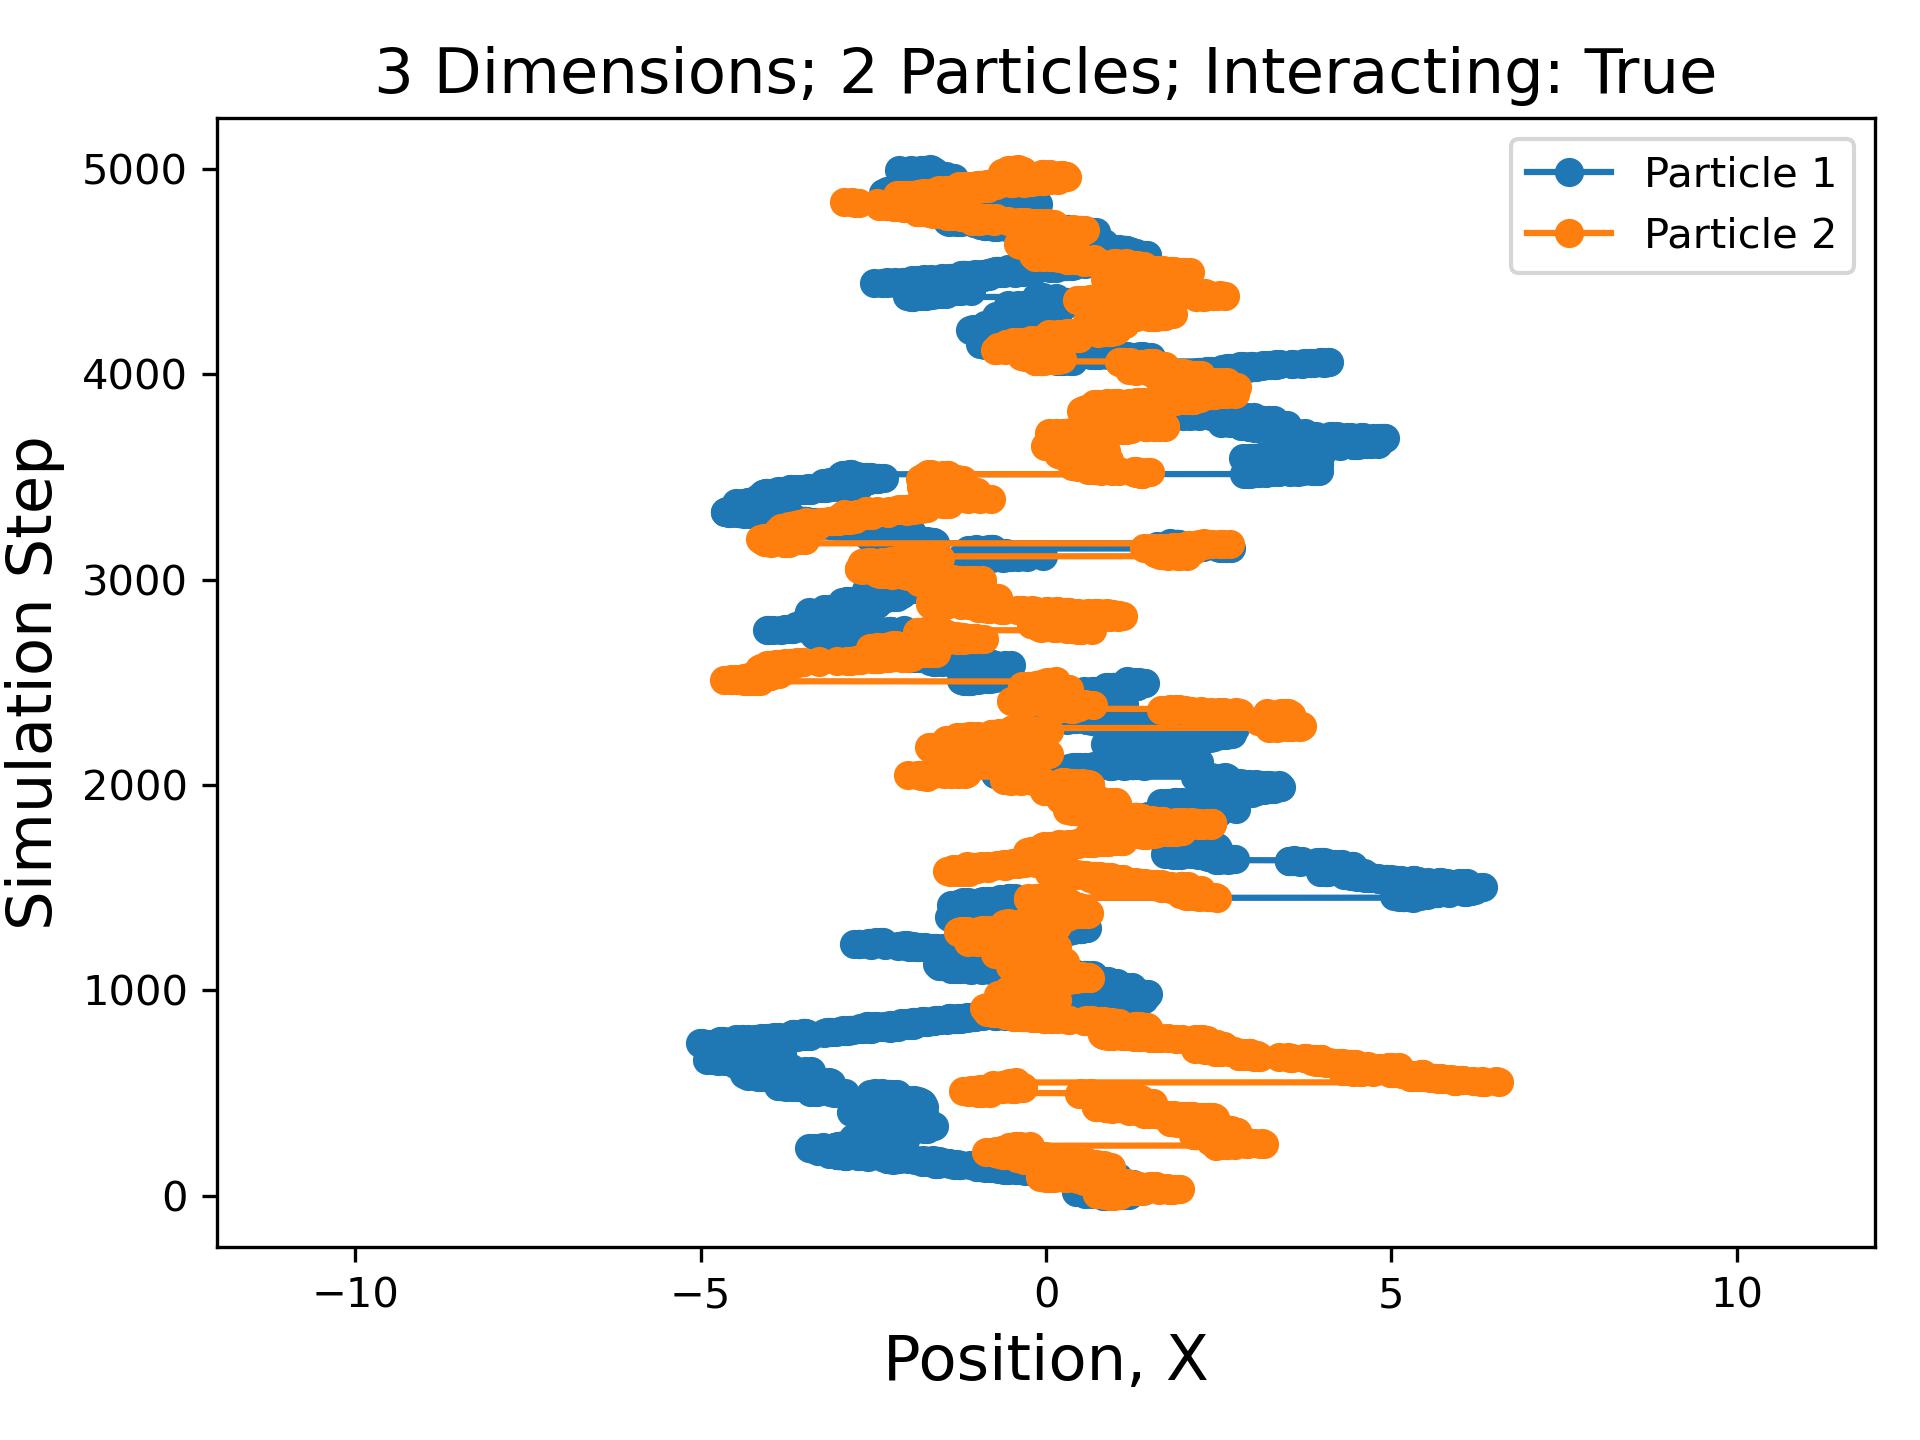 3 Dimensions; 2 Particles; Interacting: True
Particle 1
Particle 2
5000
4000
3000
2000
1000
0
Simulation Step
−10
−5
0
5
10
Position, X